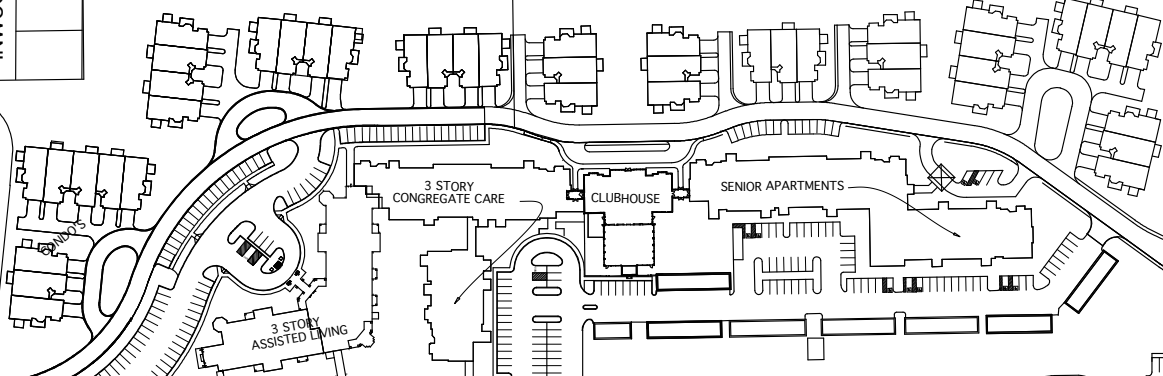 3 STORY
CONGREGATE CARE
CLUBHOUSE
SENIOR APARTMENTS
CONDO'S
3 STORY
ASSISTED LIVING